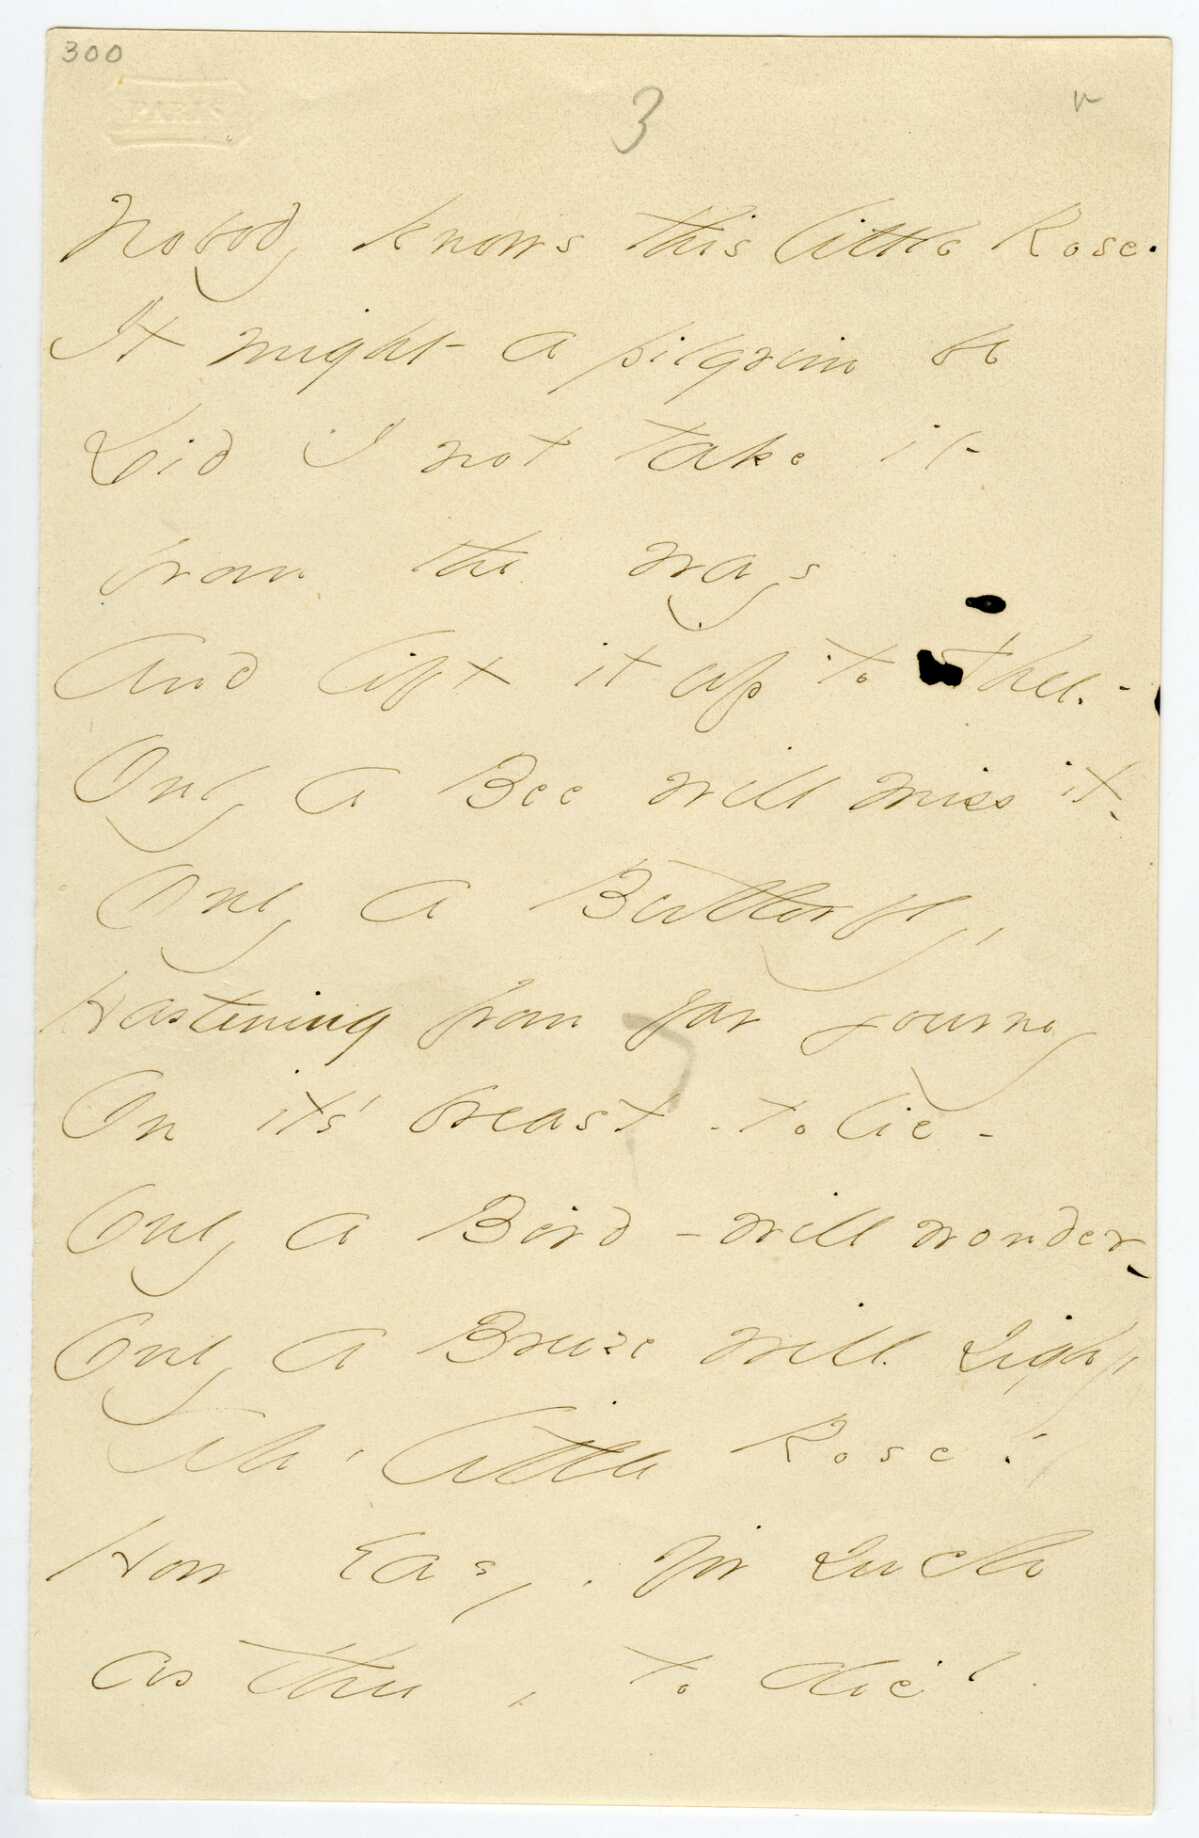 300
PARIS
3
Nobody knows this little Rose.
It might a pilgrim be
Did I not take it
from the ways
And lift it up to thee. -
Only a Bee will miss it.
Only a Butterfly,
Hastening from far journey
On it's breast - to lie -
Only a Bird - will wonder -
Only a Breeze will sigh,
Ah, little Rose!
How easy, for such
as thee, to die!